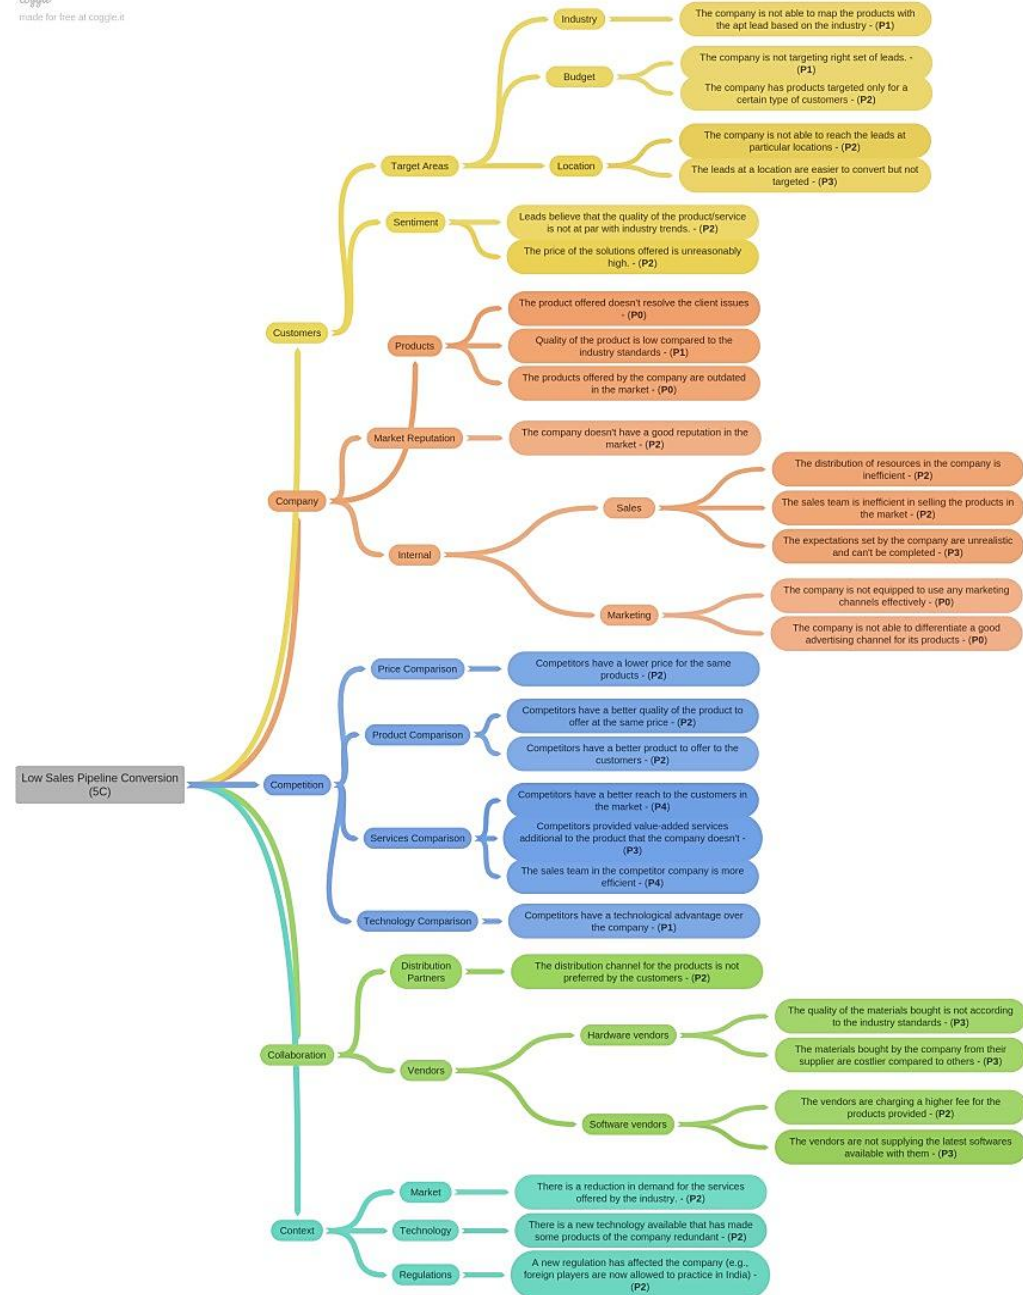 coggle
made for free at coggle.it
Low Sales Pipeline Conversion
(5C)
Customers
Target Areas
Industry
The company is not able to map the products with
the apt lead based on the industry - (P1)
Budget
The company is not targeting right set of leads. -
(P1)
The company has products targeted only for a
certain type of customers - (P2)
Location
The company is not able to reach the leads at
particular locations - (P2)
The leads at a location are easier to convert but not
targeted - (P3)
Sentiment
Leads believe that the quality of the product/service
is not at par with industry trends. - (P2)
The price of the solutions offered is unreasonably
high. - (P2)
Company
Products
The product offered doesn't resolve the client issues
- (P0)
Quality of the product is low compared to the
industry standards - (P1)
The products offered by the company are outdated
in the market - (P0)
Market Reputation
The company doesn't have a good reputation in the
market - (P2)
Internal
Sales
The distribution of resources in the company is
inefficient - (P2)
The sales team is inefficient in selling the products in
the market - (P2)
The expectations set by the company are unrealistic
and can't be completed - (P3)
Marketing
The company is not equipped to use any marketing
channels effectively - (P0)
The company is not able to differentiate a good
advertising channel for its products - (P0)
Competition
Price Comparison
Competitors have a lower price for the same
products - (P2)
Product Comparison
Competitors have a better quality of the product to
offer at the same price - (P2)
Competitors have a better product to offer to the
customers - (P2)
Services Comparison
Competitors have a better reach to the customers in
the market - (P4)
Competitors provided value-added services
additional to the product that the company doesn't -
(P3)
The sales team in the competitor company is more
efficient - (P4)
Technology Comparison
Competitors have a technological advantage over
the company - (P1)
Collaboration
Distribution
Partners
The distribution channel for the products is not
preferred by the customers - (P2)
Vendors
Hardware vendors
The quality of the materials bought is not according
to the industry standards - (P3)
The materials bought by the company from their
supplier are costlier compared to others - (P3)
Software vendors
The vendors are charging a higher fee for the
products provided - (P2)
The vendors are not supplying the latest softwares
available with them - (P3)
Context
Market
There is a reduction in demand for the services
offered by the industry. - (P2)
Technology
There is a new technology available that has made
some products of the company redundant - (P2)
Regulations
A new regulation has affected the company (e.g.,
foreign players are now allowed to practice in India) -
(P2)